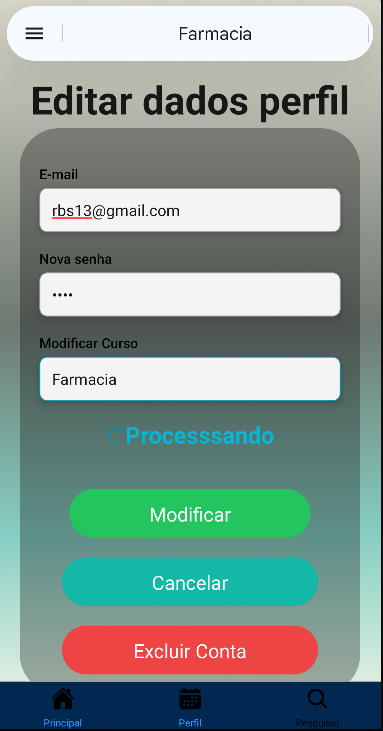 Farmacia
Editar dados perfil
E-mail
rbs13@gmail.com
Nova senha
••••
Modificar Curso
Farmacia
Processsando
Modificar
Cancelar
Excluir Conta
Principal Perfil Pesquisar